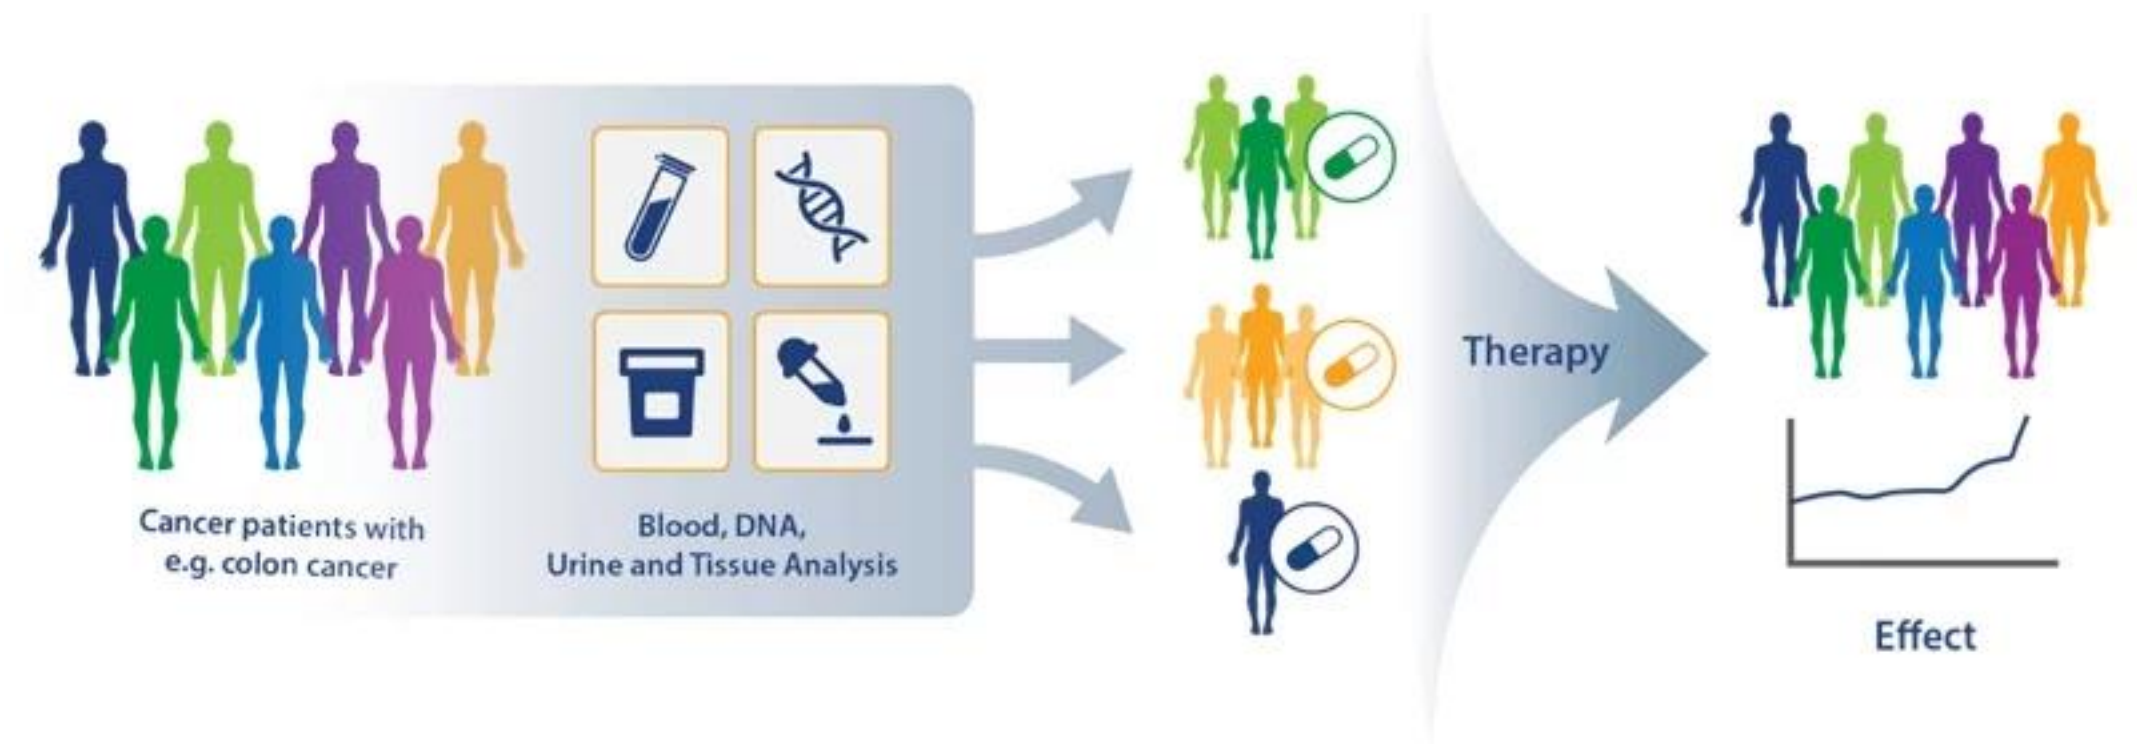 Cancer patients with
e.g. colon cancer
Blood, DNA,
Urine and Tissue Analysis
Therapy
Effect